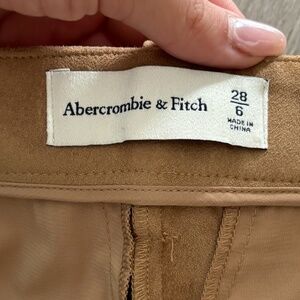 Abercrombie & Fitch
28
6
MADE IN
CHINA